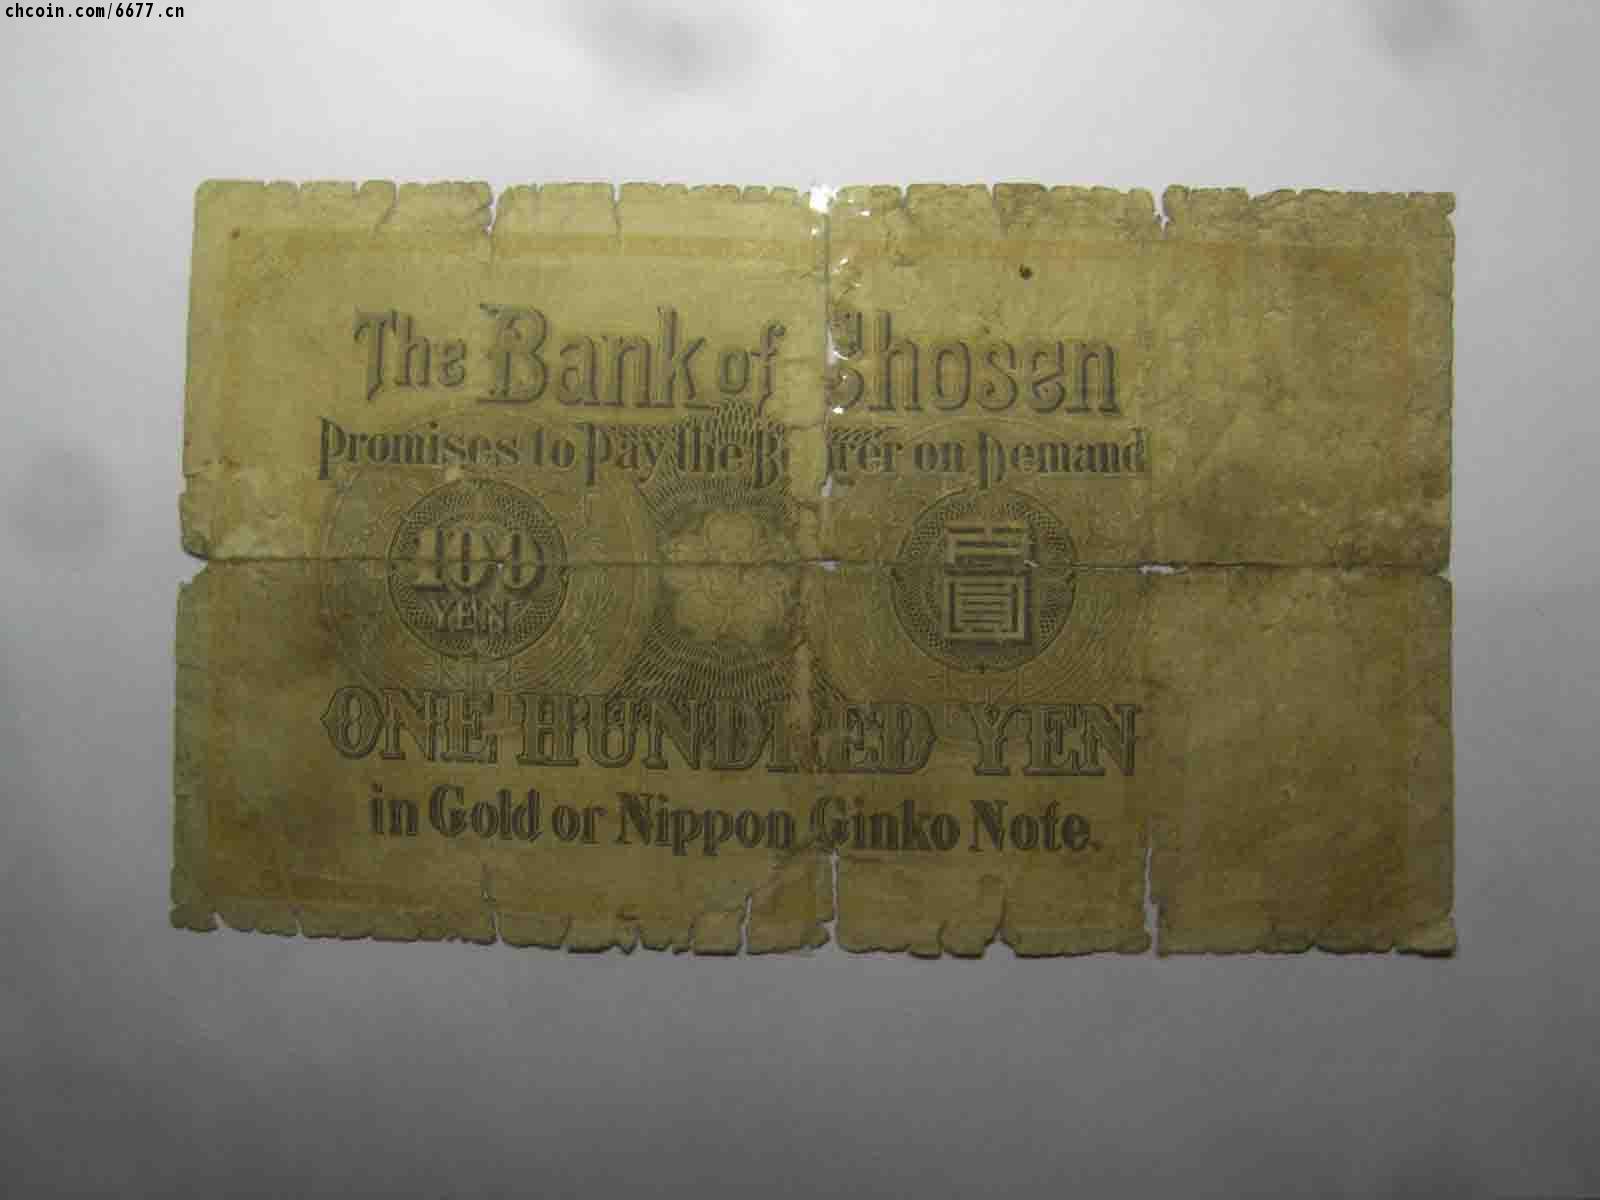 chcoin.com/6677.cn
The Bank of Chosen
Promises to Pay the Bearer on Demand
100
YEN
百圓
ONE HUNDRED YEN
in Gold or Nippon Ginko Note.